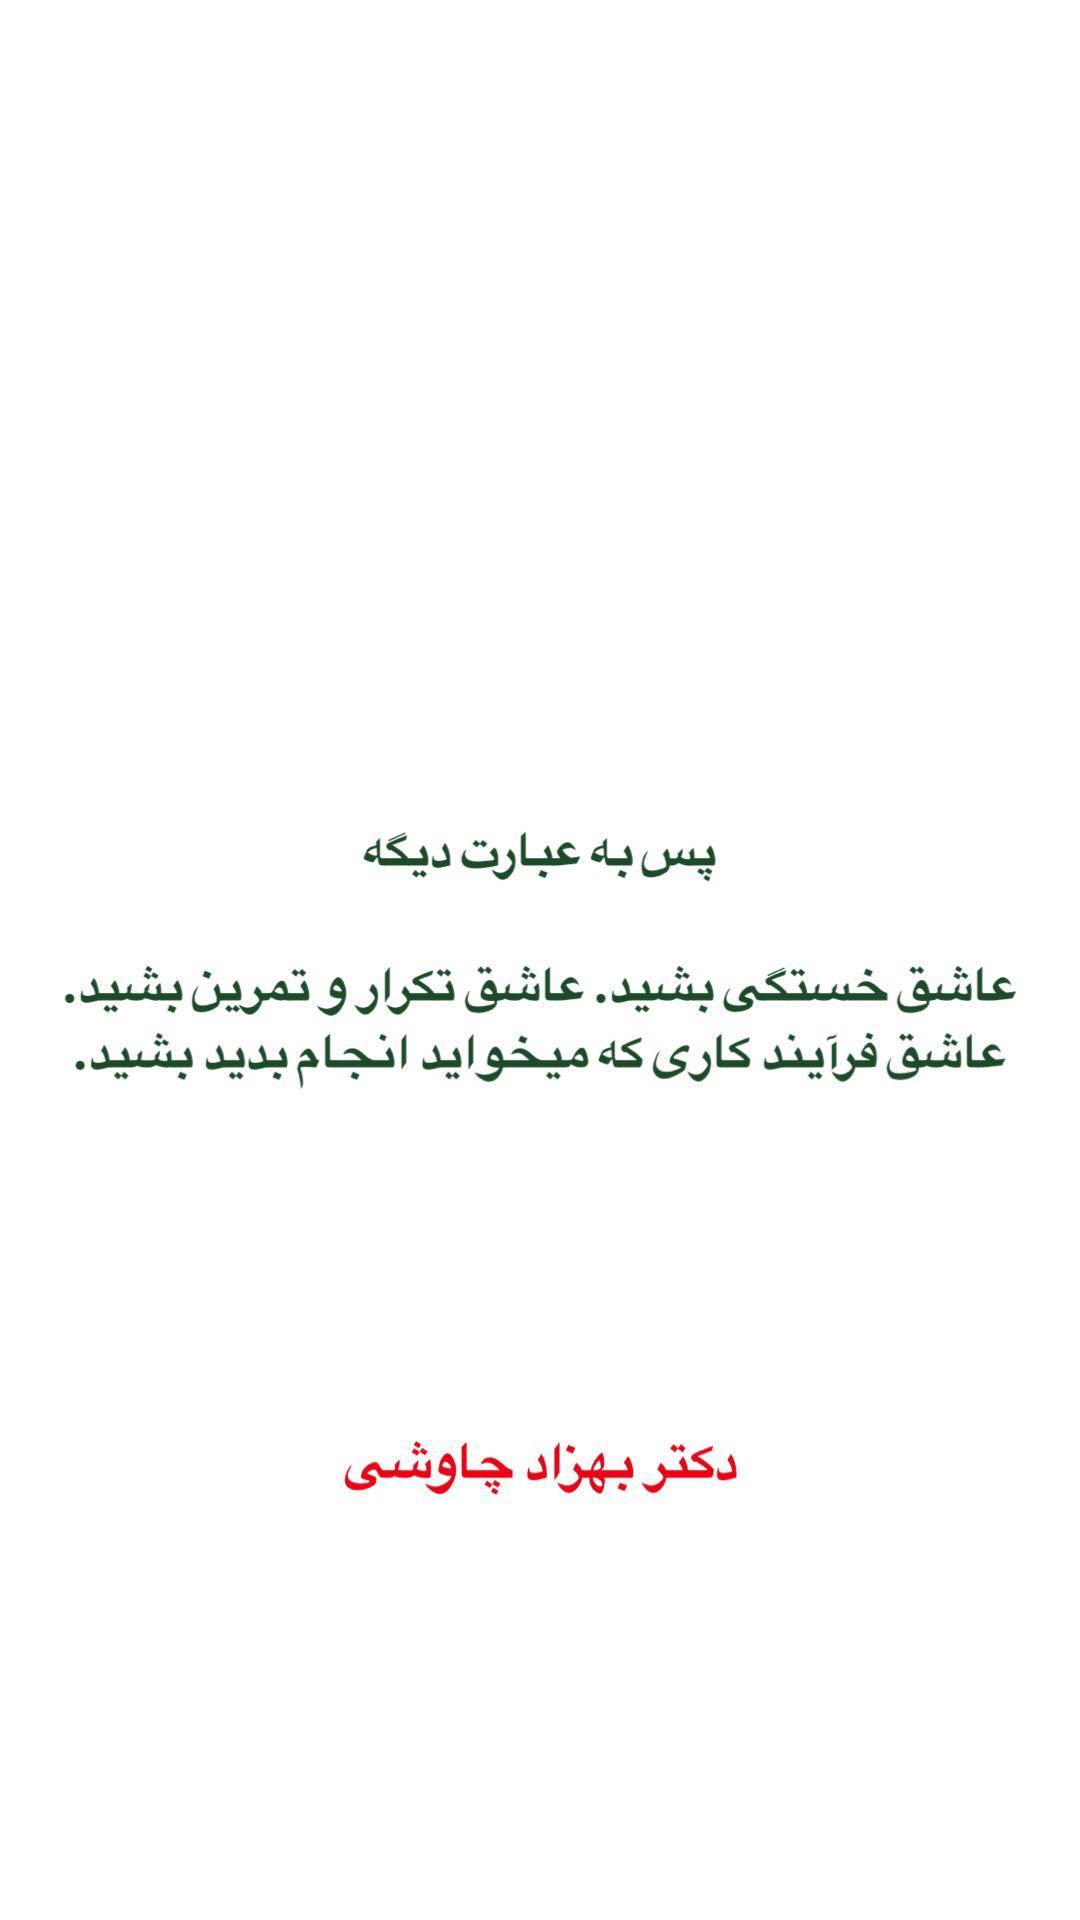 پس به عبارت دیگه
عاشق خستگی بشید. عاشق تکرار و تمرین بشید.
عاشق فرآیند کاری که میخواید انجام بدید بشید.
دکتر بهزاد چاوشی